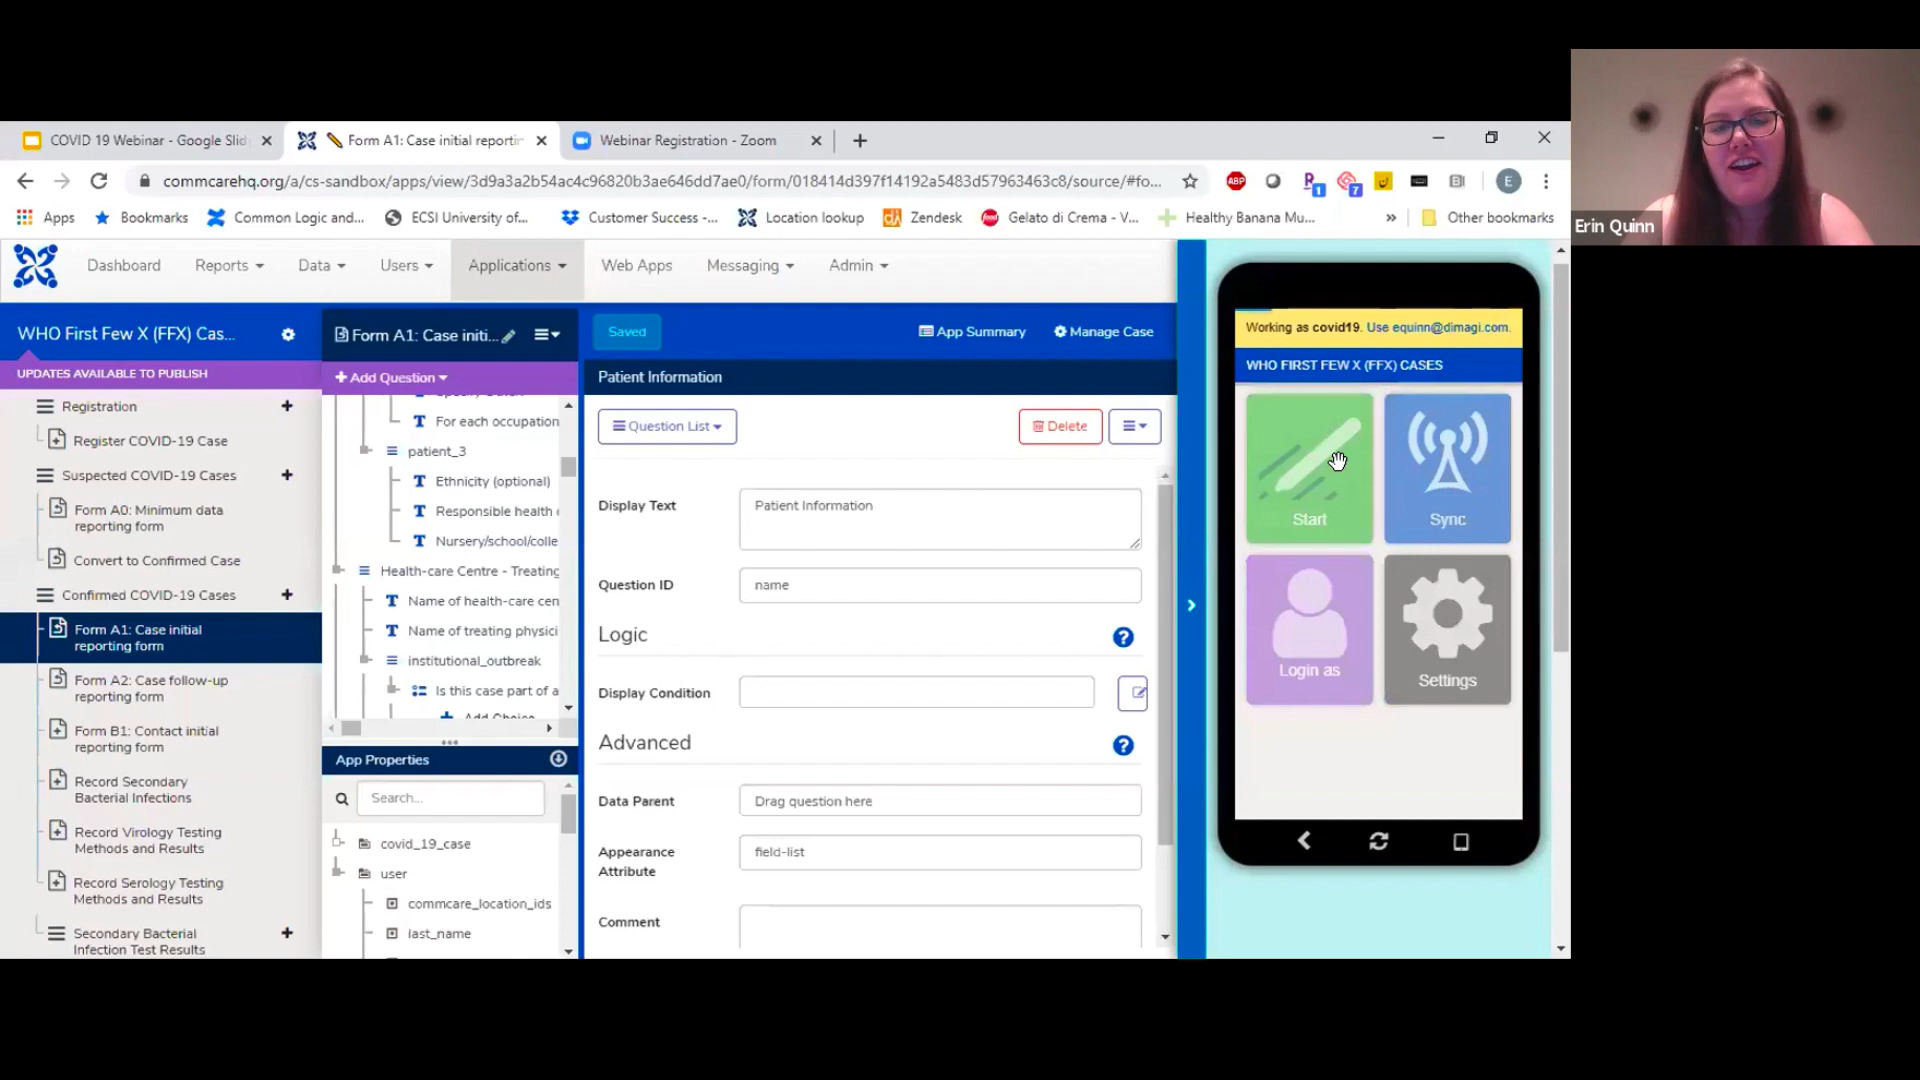 COVID 19 Webinar - Google Slid
Form A1: Case initial reportin
Webinar Registration - Zoom
commcarehq.org/a/cs-sandbox/apps/view/3d9a3a2b54ac4c96820b3ae646dd7ae0/form/018414d397f14192a5483d57963463c8/source/#fo...
ABP
1
7
E
Apps
Bookmarks
Common Logic and...
ECSI University of...
Customer Success -...
Location lookup
Zendesk
Gelato di Crema - V...
Healthy Banana Mu...
»
Other bookmarks
Erin Quinn
Dashboard
Reports
Data
Users
Applications
Web Apps
Messaging
Admin
WHO First Few X (FFX) Cas...
UPDATES AVAILABLE TO PUBLISH
Registration
Register COVID-19 Case
Suspected COVID-19 Cases
Form A0: Minimum data
reporting form
Convert to Confirmed Case
Confirmed COVID-19 Cases
Form A1: Case initial
reporting form
Form A2: Case follow-up
reporting form
Form B1: Contact initial
reporting form
Record Secondary
Bacterial Infections
Record Virology Testing
Methods and Results
Record Serology Testing
Methods and Results
Secondary Bacterial
Infection Test Results
Form A1: Case initi...
Add Question
For each occupation
patient_3
Ethnicity (optional)
Responsible health
Nursery/school/colle
Health-care Centre - Treating
Name of health-care cen
Name of treating physici
institutional_outbreak
Is this case part of a
Add Choice
App Properties
Search...
covid_19_case
user
commcare_location_ids
last_name
Saved
App Summary
Manage Case
Patient Information
Question List
Delete
Display Text
Patient Information
Question ID
name
Logic
?
Display Condition
Advanced
?
Data Parent
Drag question here
Appearance
Attribute
field-list
Comment
Working as covid19. Use equinn@dimagi.com.
WHO FIRST FEW X (FFX) CASES
Start
Sync
Login as
Settings